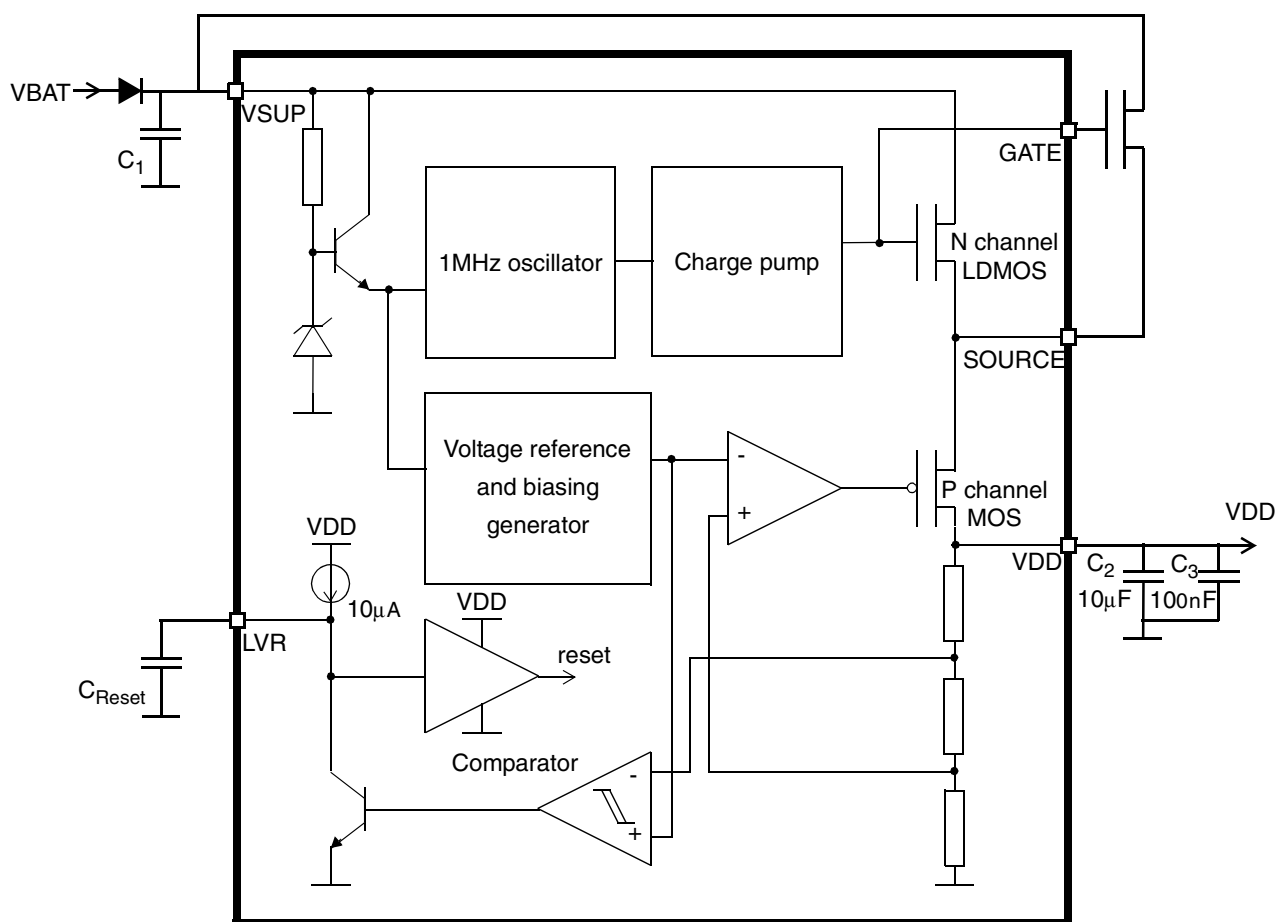 VBAT
VSUP
C1
GATE
1MHz oscillator
Charge pump
N channel
LDMOS
SOURCE
Voltage reference
and biasing
generator
-
+
P channel
MOS
VDD
VDD
VDD
C2
10µF
C3
100nF
10µA
LVR
VDD
reset
CReset
Comparator
-
+